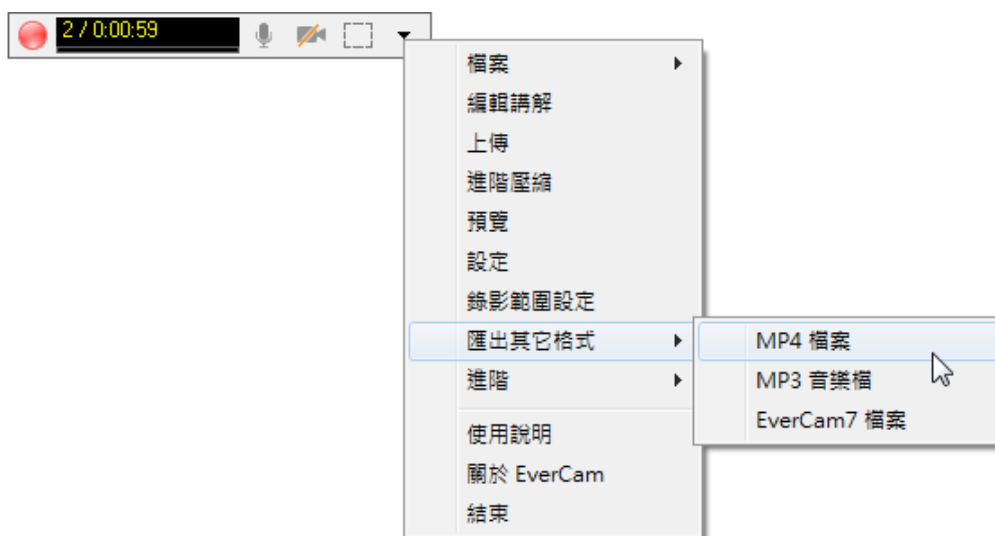 2 / 0:00:59
檔案
編輯講解
上傳
進階壓縮
預覽
設定
錄影範圍設定
匯出其它格式
進階
使用說明
關於 EverCam
結束
MP4 檔案
MP3 音樂檔
EverCam7 檔案